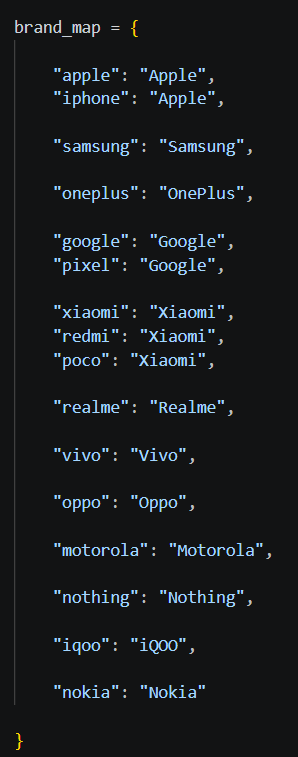 brand_map = {
"apple": "Apple",
"iphone": "Apple",
"samsung": "Samsung",
"oneplus": "OnePlus",
"google": "Google",
"pixel": "Google",
"xiaomi": "Xiaomi",
"redmi": "Xiaomi",
"poco": "Xiaomi",
"realme": "Realme",
"vivo": "Vivo",
"oppo": "Oppo",
"motorola": "Motorola",
"nothing": "Nothing",
"iqoo": "iQOO",
"nokia": "Nokia"
}